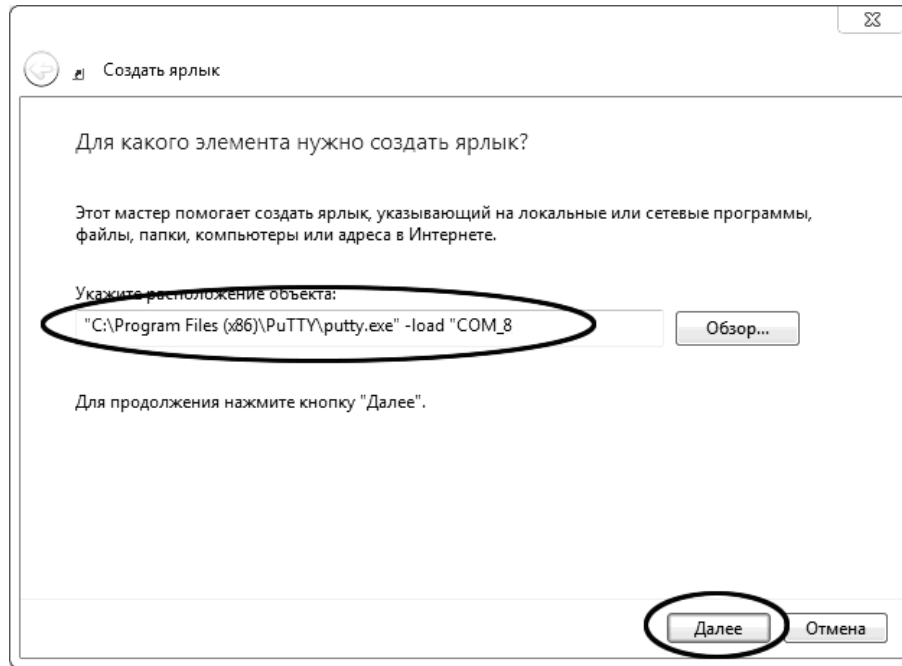 Создать ярлык
Для какого элемента нужно создать ярлык?
Этот мастер помогает создать ярлык, указывающий на локальные или сетевые программы,
файлы, папки, компьютеры или адреса в Интернете.
Укажите расположение объекта:
"C:\Program Files (x86)\PuTTY\putty.exe" -load "COM_8
Обзор...
Для продолжения нажмите кнопку "Далее".
Далее
Отмена